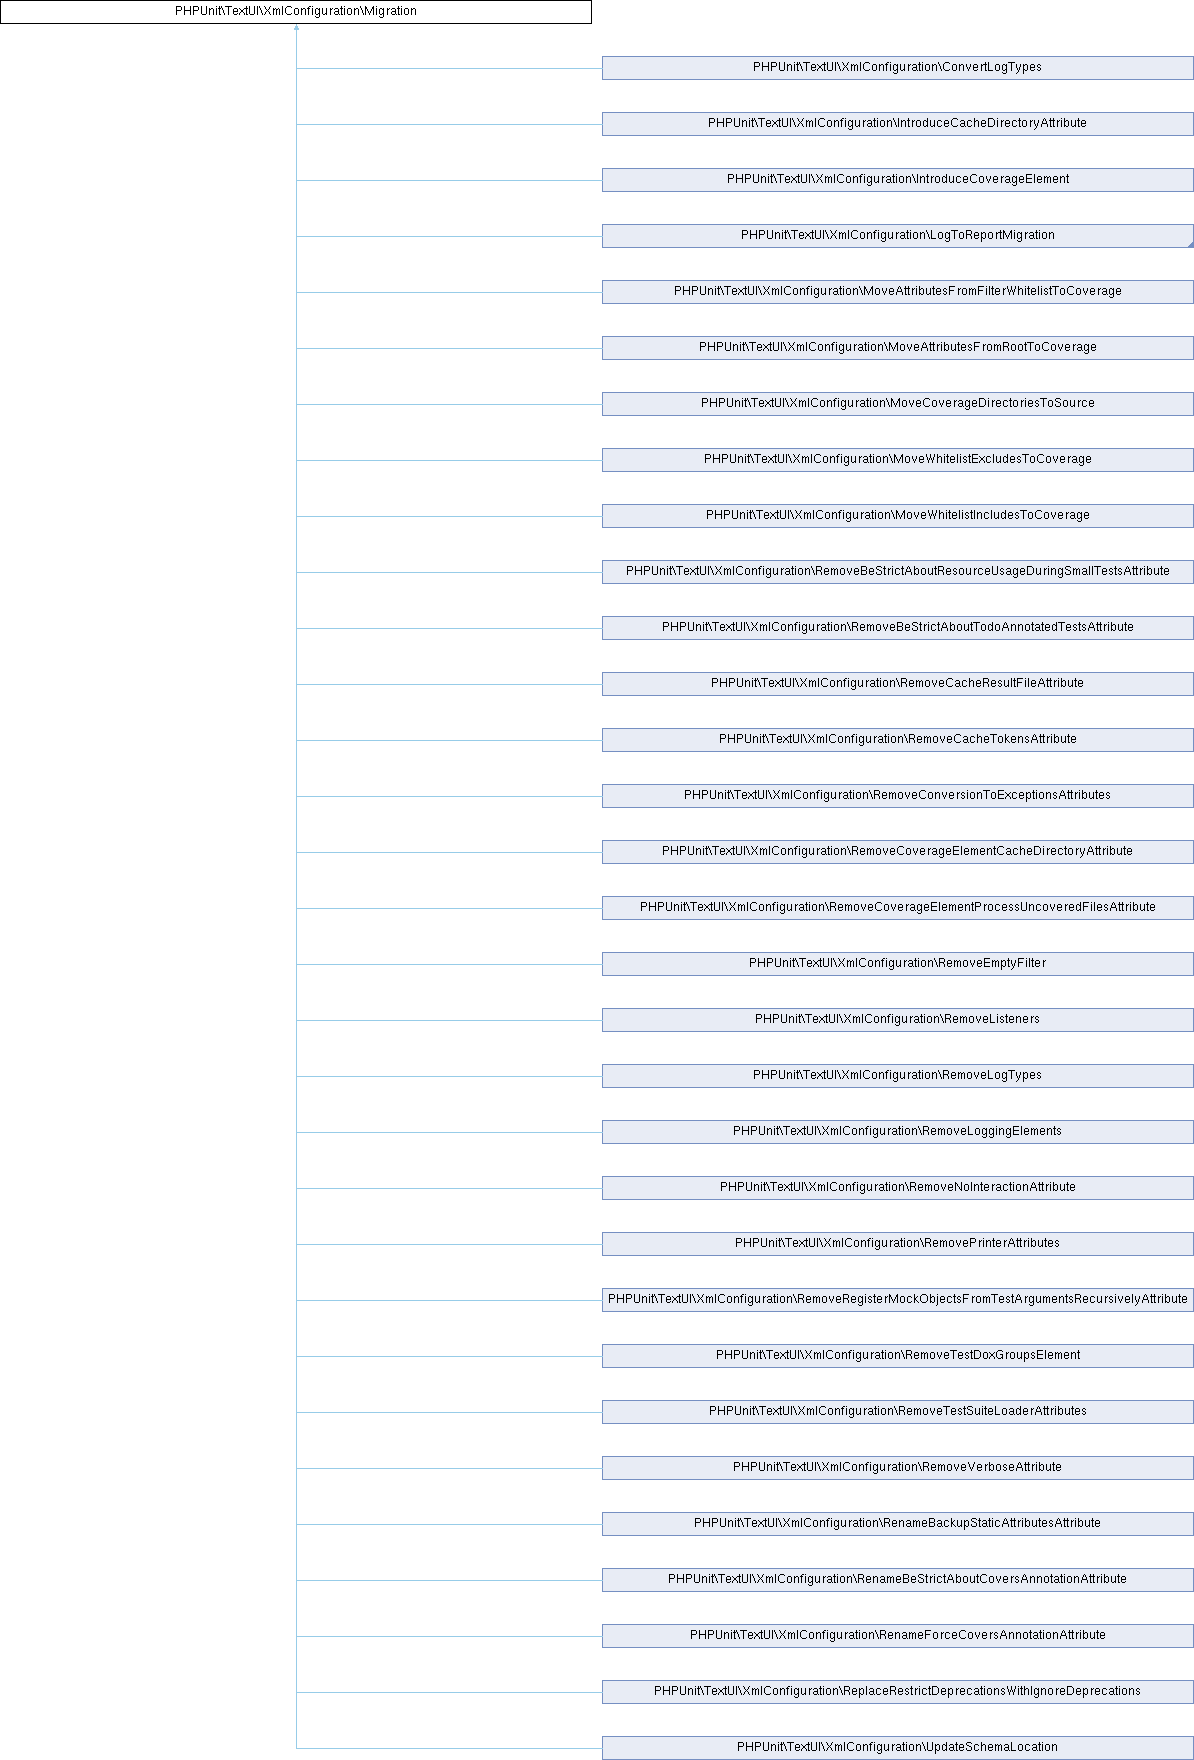 PHPUnit\TextUI\XmlConfiguration\Migration
PHPUnit\TextUI\XmlConfiguration\ConvertLogTypes
PHPUnit\TextUI\XmlConfiguration\IntroduceCacheDirectoryAttribute
PHPUnit\TextUI\XmlConfiguration\IntroduceCoverageElement
PHPUnit\TextUI\XmlConfiguration\LogToReportMigration
PHPUnit\TextUI\XmlConfiguration\MoveAttributesFromFilterWhitelistToCoverage
PHPUnit\TextUI\XmlConfiguration\MoveAttributesFromRootToCoverage
PHPUnit\TextUI\XmlConfiguration\MoveCoverageDirectoriesToSource
PHPUnit\TextUI\XmlConfiguration\MoveWhitelistExcludesToCoverage
PHPUnit\TextUI\XmlConfiguration\MoveWhitelistIncludesToCoverage
PHPUnit\TextUI\XmlConfiguration\RemoveBeStrictAboutResourceUsageDuringSmallTestsAttribute
PHPUnit\TextUI\XmlConfiguration\RemoveBeStrictAboutTodoAnnotatedTestsAttribute
PHPUnit\TextUI\XmlConfiguration\RemoveCacheResultFileAttribute
PHPUnit\TextUI\XmlConfiguration\RemoveCacheTokensAttribute
PHPUnit\TextUI\XmlConfiguration\RemoveConversionToExceptionsAttributes
PHPUnit\TextUI\XmlConfiguration\RemoveCoverageElementCacheDirectoryAttribute
PHPUnit\TextUI\XmlConfiguration\RemoveCoverageElementProcessUncoveredFilesAttribute
PHPUnit\TextUI\XmlConfiguration\RemoveEmptyFilter
PHPUnit\TextUI\XmlConfiguration\RemoveListeners
PHPUnit\TextUI\XmlConfiguration\RemoveLogTypes
PHPUnit\TextUI\XmlConfiguration\RemoveLoggingElements
PHPUnit\TextUI\XmlConfiguration\RemoveNoInteractionAttribute
PHPUnit\TextUI\XmlConfiguration\RemovePrinterAttributes
PHPUnit\TextUI\XmlConfiguration\RemoveRegisterMockObjectsFromTestArgumentsRecursivelyAttribute
PHPUnit\TextUI\XmlConfiguration\RemoveTestDoxGroupsElement
PHPUnit\TextUI\XmlConfiguration\RemoveTestSuiteLoaderAttributes
PHPUnit\TextUI\XmlConfiguration\RemoveVerboseAttribute
PHPUnit\TextUI\XmlConfiguration\RenameBackupStaticAttributesAttribute
PHPUnit\TextUI\XmlConfiguration\RenameBeStrictAboutCoversAnnotationAttribute
PHPUnit\TextUI\XmlConfiguration\RenameForceCoversAnnotationAttribute
PHPUnit\TextUI\XmlConfiguration\ReplaceRestrictDeprecationsWithIgnoreDeprecations
PHPUnit\TextUI\XmlConfiguration\UpdateSchemaLocation